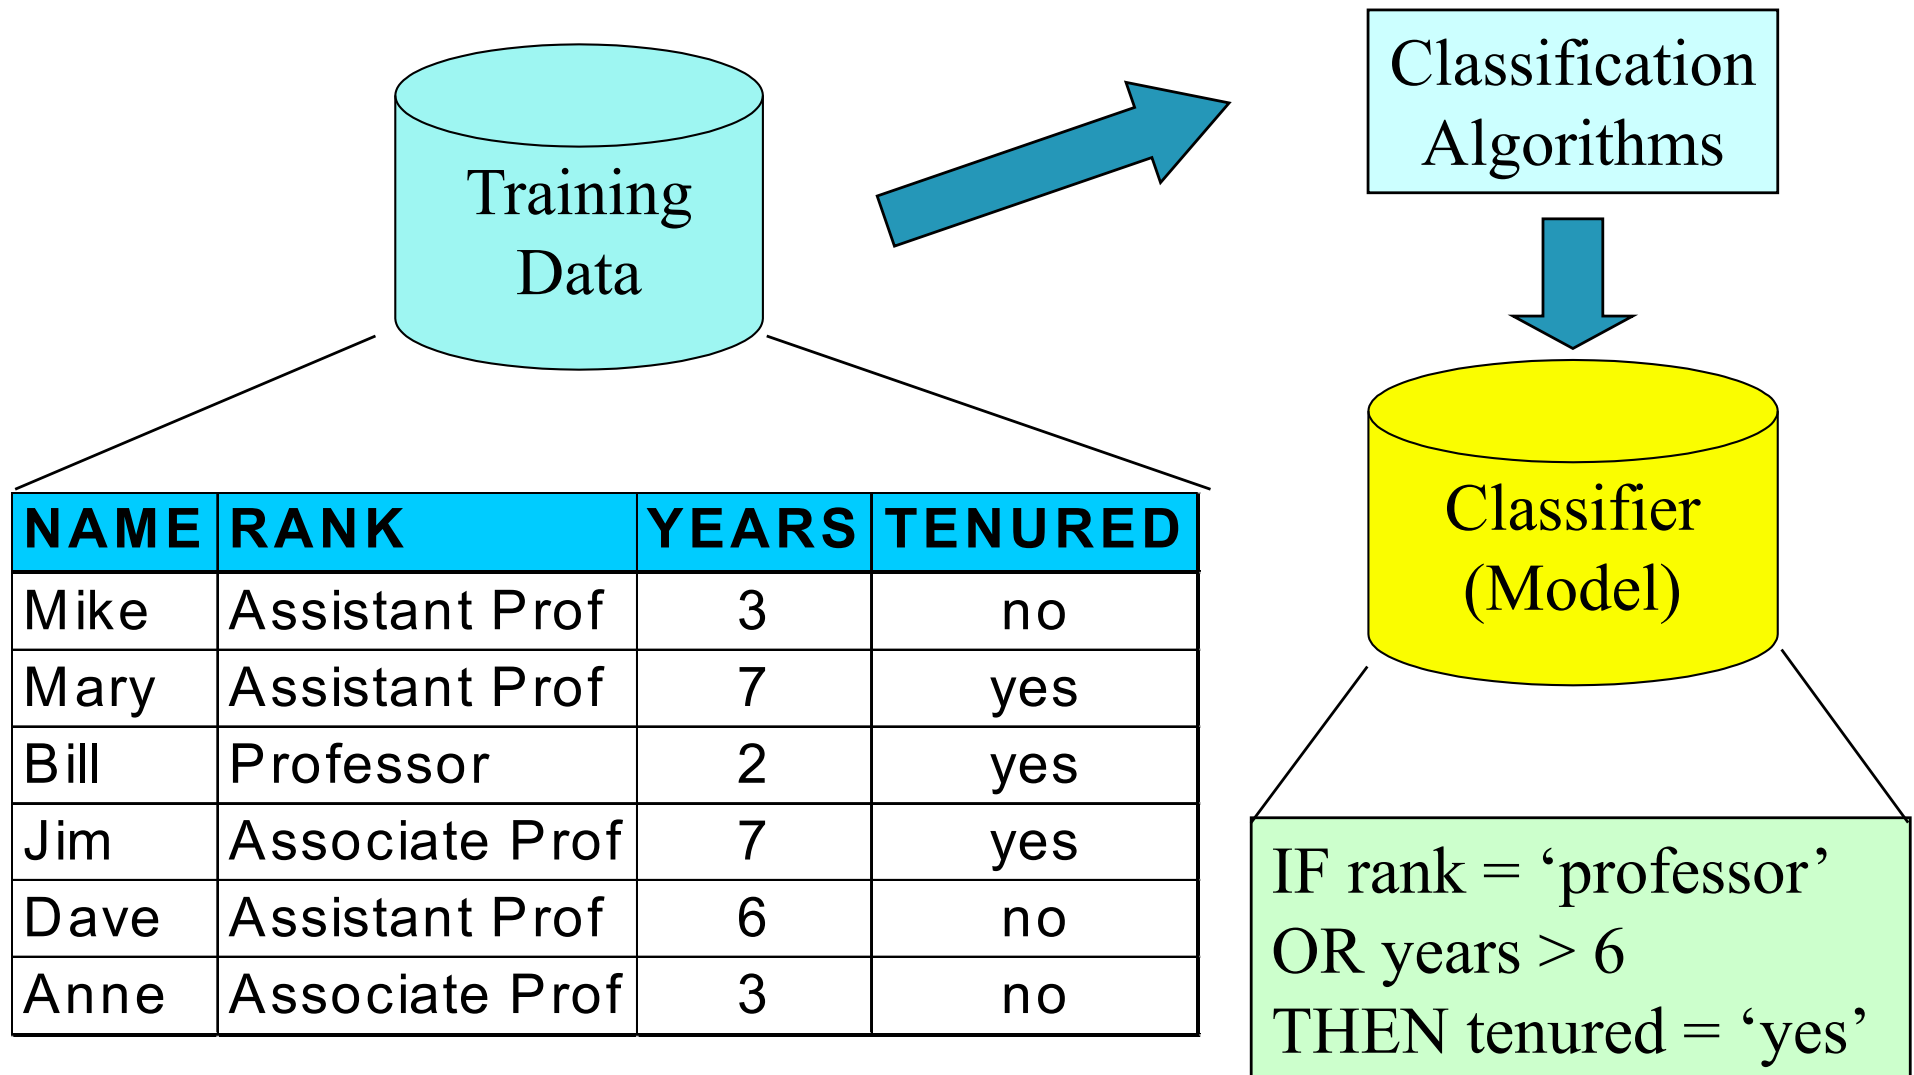 Training
Data
Classification
Algorithms
NAME RANK YEARS TENURED
Mike Assistant Prof 3 no
Mary Assistant Prof 7 yes
Bill Professor 2 yes
Jim Associate Prof 7 yes
Dave Assistant Prof 6 no
Anne Associate Prof 3 no
Classifier
(Model)
IF rank = ‘professor’
OR years > 6
THEN tenured = ‘yes’